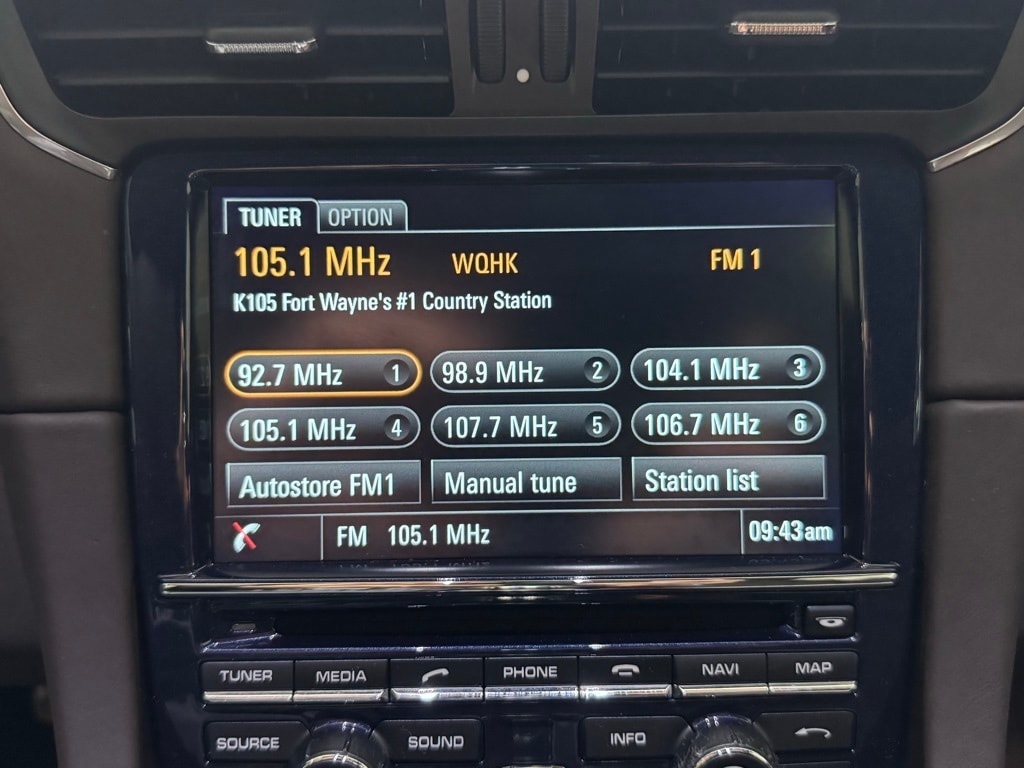 TUNER OPTION
105.1 MHz WQHK FM 1
K105 Fort Wayne's #1 Country Station
92.7 MHz 1 98.9 MHz 2 104.1 MHz 3
105.1 MHz 4 107.7 MHz 5 106.7 MHz 6
Autostore FM1 Manual tune Station list
FM 105.1 MHz 09:43am
TUNER MEDIA PHONE NAVI MAP
SOURCE SOUND INFO